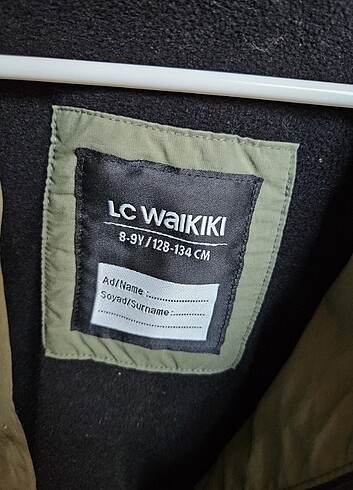 LC WAIKIKI
8-9Y / 128-134 CM
Ad/Name :....................
Soyad/Surname :...........
...............................